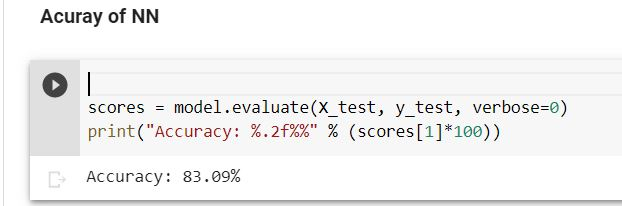 Acuray of NN
scores = model.evaluate(X_test, y_test, verbose=0)
print("Accuracy: %.2f%%" % (scores[1]*100))
Accuracy: 83.09%